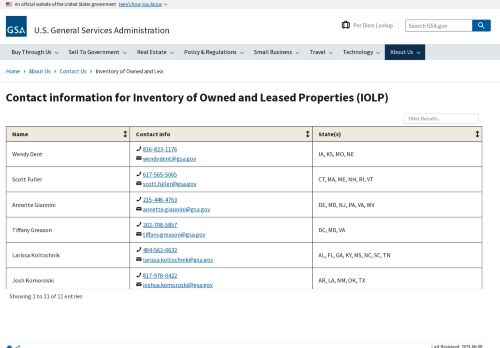 An official website of the United States government Here's how you know
GSA U.S. General Services Administration
Per Diem Lookup
Search GSA.gov
Buy Through Us Sell To Government Real Estate Policy & Regulations Small Business Travel Technology About Us
Home › About Us › Contact Us › Inventory of Owned and Lea
Contact information for Inventory of Owned and Leased Properties (IOLP)
Filter Results...
Name Contact info State(s)
816-823-1176
Wendy Dent IA, KS, MO, NE
wendy.dent@gsa.gov
617-565-5065
Scott Fuller CT, MA, ME, NH, RI, VT
scott.fuller@gsa.gov
215-446-4763
Annette Giannini DE, MD, NJ, PA, VA, WV
annette.giannini@gsa.gov
202-708-5857
Tiffany Greason DC, MD, VA
tiffany.greason@gsa.gov
404-562-0632
Larissa Koltochnik AL, FL, GA, KY, MS, NC, SC, TN
larissa.koltochnik@gsa.gov
817-978-0422
Josh Komoroski AR, LA, NM, OK, TX
joshua.komoroski@gsa.gov
Showing 1 to 11 of 11 entries